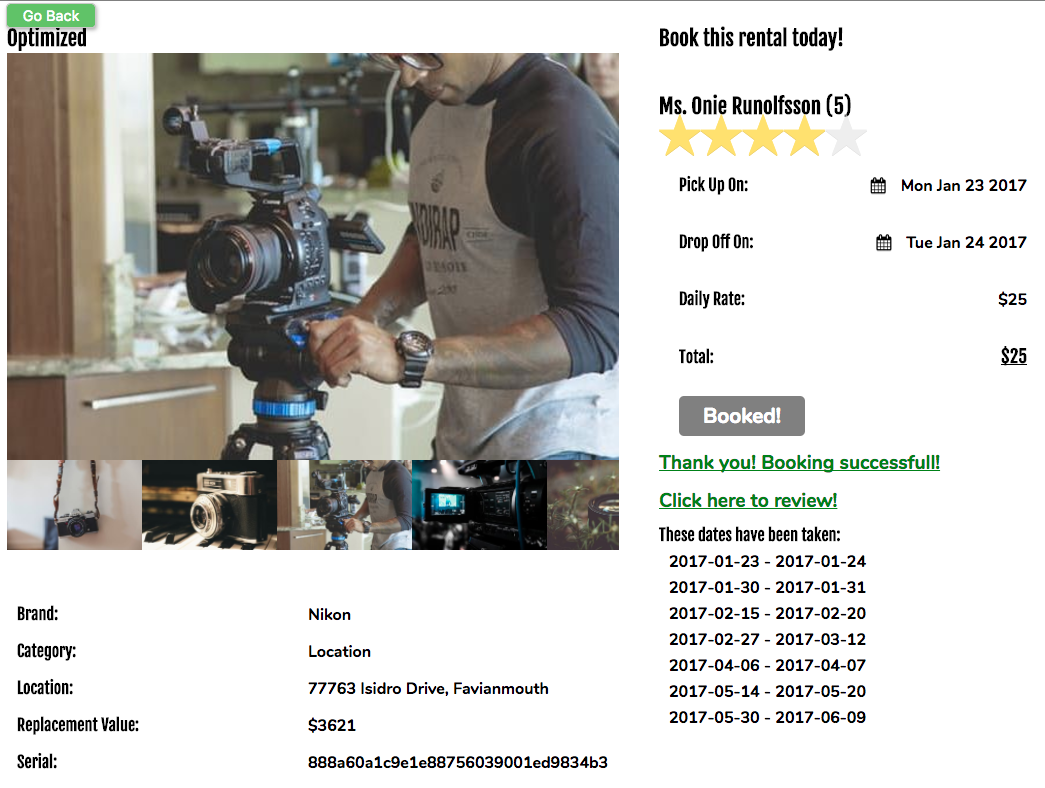 Go Back
Optimized
Book this rental today!
Ms. Onie Runolfsson (5)
Pick Up On: Mon Jan 23 2017
Drop Off On: Tue Jan 24 2017
Daily Rate: $25
Total: $25
Booked!
Thank you! Booking successfull!
Click here to review!
These dates have been taken:
2017-01-23 - 2017-01-24
2017-01-30 - 2017-01-31
2017-02-15 - 2017-02-20
2017-02-27 - 2017-03-12
2017-04-06 - 2017-04-07
2017-05-14 - 2017-05-20
2017-05-30 - 2017-06-09
Brand: Nikon
Category: Location
Location: 77763 Isidro Drive, Favianmouth
Replacement Value: $3621
Serial: 888a60a1c9e1e88756039001ed9834b3